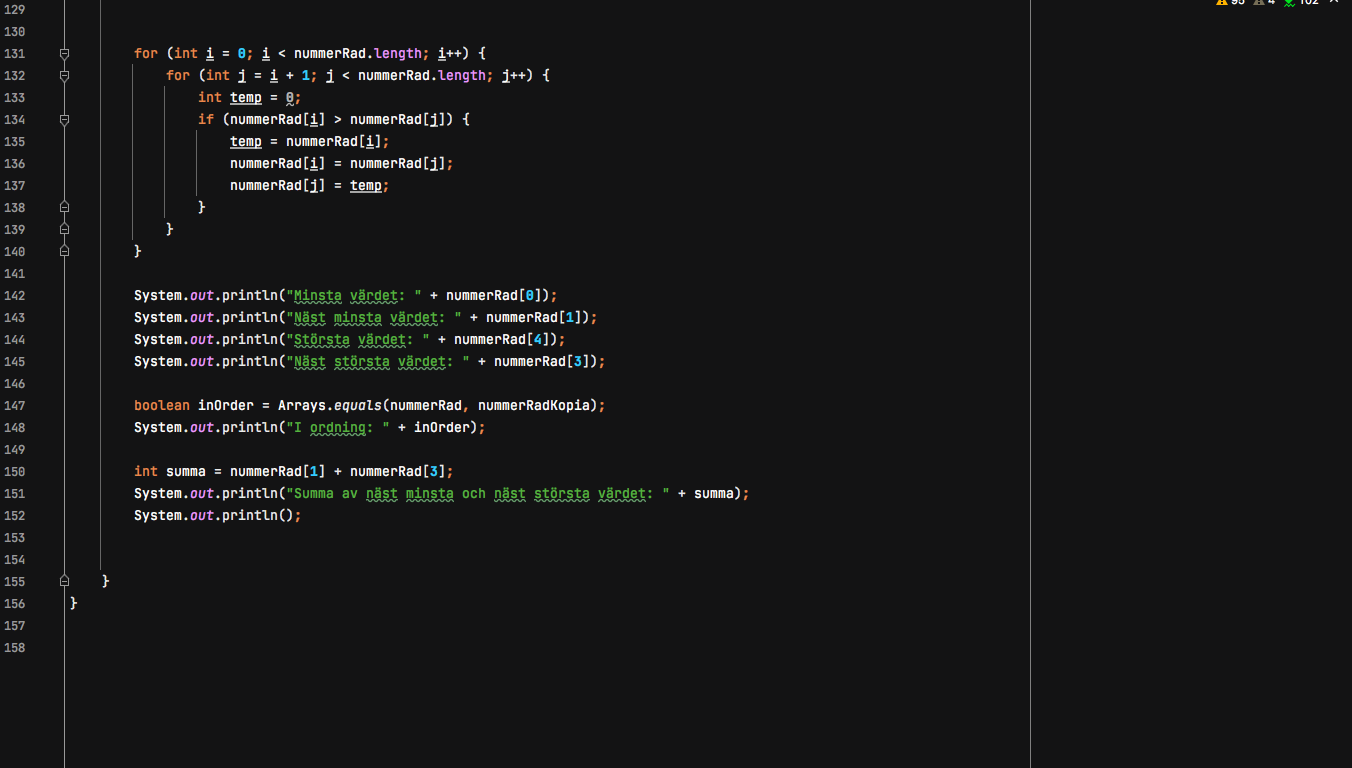 95 4 102
129
130
131 for (int i = 0; i < nummerRad.length; i++) {
132 for (int j = i + 1; j < nummerRad.length; j++) {
133 int temp = 0;
134 if (nummerRad[i] > nummerRad[j]) {
135 temp = nummerRad[i];
136 nummerRad[i] = nummerRad[j];
137 nummerRad[j] = temp;
138 }
139 }
140 }
141
142 System.out.println("Minsta värdet: " + nummerRad[0]);
143 System.out.println("Näst minsta värdet: " + nummerRad[1]);
144 System.out.println("Största värdet: " + nummerRad[4]);
145 System.out.println("Näst största värdet: " + nummerRad[3]);
146
147 boolean inOrder = Arrays.equals(nummerRad, nummerRadKopia);
148 System.out.println("I ordning: " + inOrder);
149
150 int summa = nummerRad[1] + nummerRad[3];
151 System.out.println("Summa av näst minsta och näst största värdet: " + summa);
152 System.out.println();
153
154
155 }
156 }
157
158